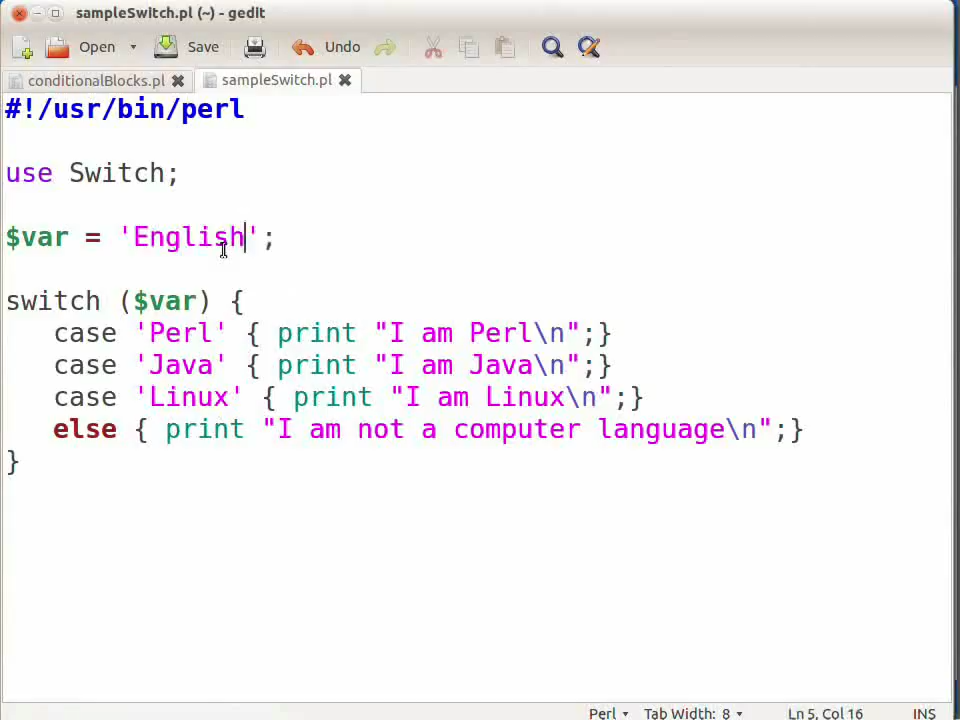 sampleSwitch.pl (~) - gedit
Open Save Undo
conditionalBlocks.pl sampleSwitch.pl
#!/usr/bin/perl
use Switch;
$var = 'English';
switch ($var) {
   case 'Perl' { print "I am Perl\n";}
   case 'Java' { print "I am Java\n";}
   case 'Linux' { print "I am Linux\n";}
   else { print "I am not a computer language\n";}
}
Perl Tab Width: 8 Ln 5, Col 16 INS